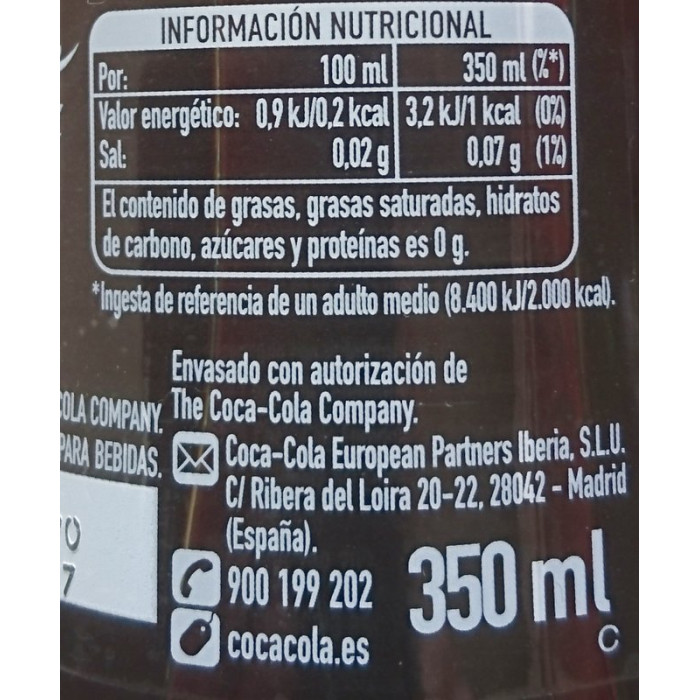 INFORMACIÓN NUTRICIONAL
Por: 100 ml 350 ml (%*)
Valor energético: 0,9 kJ/0,2 kcal 3,2 kJ/1 kcal (0%)
Sal: 0,02 g 0,07 g (1%)
El contenido de grasas, grasas saturadas, hidratos
de carbono, azúcares y proteínas es 0 g.
*Ingesta de referencia de un adulto medio (8.400 kJ/2.000 kcal).
Envasado con autorización de
The Coca-Cola Company.
COLA COMPANY.
PARA BEBIDAS.
Coca-Cola European Partners Iberia, S.L.U.
C/ Ribera del Loira 20-22, 28042 - Madrid
(España).
900 199 202
cocacola.es
350 ml
C
7